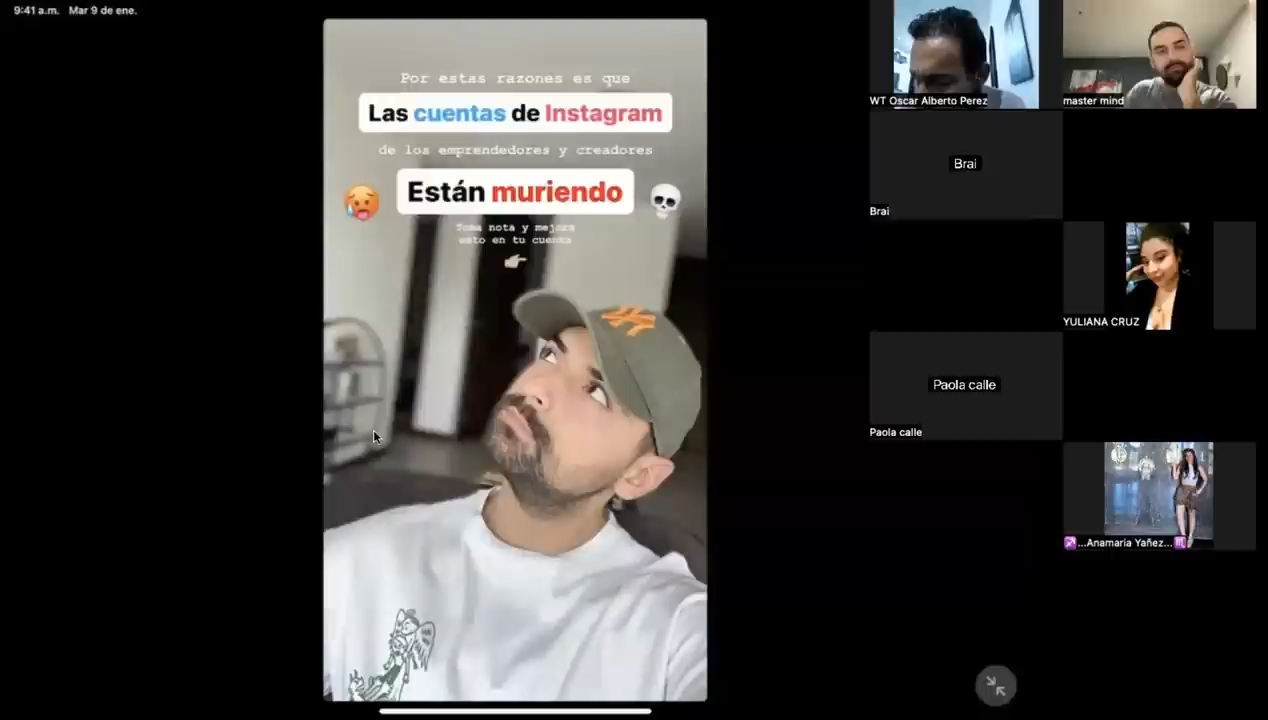 9:41 a.m. Mar 9 de ene.
Por estas razones es que
Las cuentas de Instagram
de los emprendedores y creadores
Están muriendo
Toma nota y mejora
esto en tu cuenta
WT Oscar Alberto Perez
master mind
Brai
Brai
YULIANA CRUZ
Paola calle
Paola calle
...Anamaria Yañez...